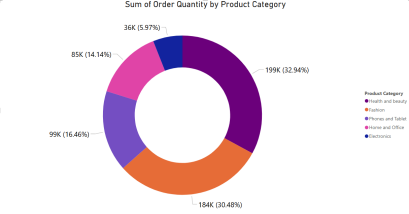 Sum of Order Quantity by Product Category
36K (5.97%)
85K (14.14%)
199K (32.94%)
99K (16.46%)
184K (30.48%)
Product Category
Health and beauty
Fashion
Phones and Tablet
Home and Office
Electronics